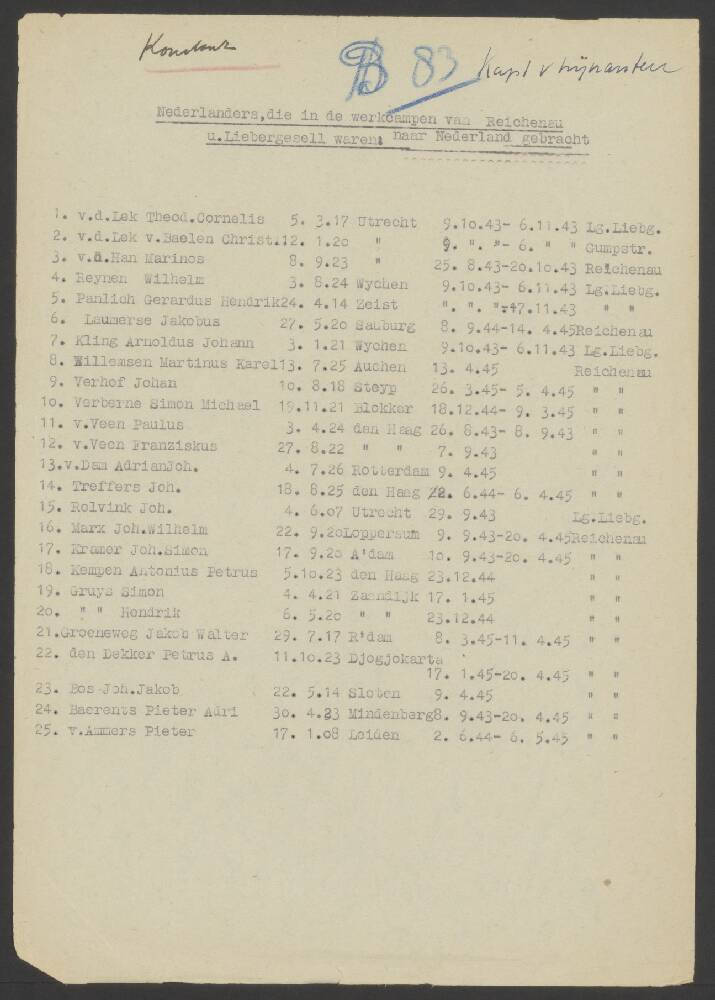 Konstanz
B 83 Kapt v
Nederlanders,die in de werkcampen van Reichenau
u.Liebergesell waren: naar Nederland gebracht
1. v.d.Lek Theod.Cornelis 5. 3.17 Utrecht 9.10.43- 6.11.43 Lg.Liebg.
2. v.d.Lek v.Baelen Christ.12. 1.20 " 9. ". "- 6. " " Gumpstr.
3. v.d.Han Marinos 8. 9.23 " 25. 8.43-20.10.43 Reichenau
4. Reynen Wilhelm 3. 8.24 Wychen 9.10.43- 6.11.43 Lg.Liebg.
5. Panlich Gerardus Hendrik24. 4.14 Zeist ". ". "-17.11.43 " "
6. Laumerse Jakobus 27. 5.20 Sauburg 8. 9.44-14. 4.45Reichenau
7. Kling Arnoldus Johann 3. 1.21 Wychen 9.10.43- 6.11.43 Lg.Liebg.
8. Willemsen Martinus Karel13. 7.25 Auchen 13. 4.45 Reichenau
9. Verhof Johan 10. 8.18 Steyp 26. 3.45- 5. 4.45 " "
10. Verberne Simon Michael 19.11.21 Blokker 18.12.44- 9. 3.45 " "
11. v.Veen Paulus 3. 4.24 den Haag 26. 8.43- 8. 9.43 " "
12. v.Veen Franziskus 27. 8.22 " " 7. 9.43 " "
13.v.Dam AdrianJoh. 4. 7.26 Rotterdam 9. 4.45 " "
14. Treffers Joh. 18. 8.25 den Haag 22. 6.44- 6. 4.45 " "
15. Rolvink Joh. 4. 6.07 Utrecht 29. 9.43 Lg.Liebg.
16. Marx Joh.Wilhelm 22. 9.20Loppersum 9. 9.43-20. 4.45Reichenau
17. Kramer Joh.Simon 17. 9.20 A'dam 10. 9.43-20. 4.45 " "
18. Kempen Antonius Petrus 5.10.23 den Haag 23.12.44 " "
19. Gruys Simon 4. 4.21 Zaandijk 17. 1.45 " "
20. " " Hendrik 6. 5.20 " " 23.12.44 " "
21.Groeneweg Jakob Walter 29. 7.17 R'dam 8. 3.45-11. 4.45 " "
22. den Dekker Petrus A. 11.10.23 Djogjokarta
17. 1.45-20. 4.45 " "
23. Bos Joh.Jakob 22. 5.14 Sloten 9. 4.45 " "
24. Baerents Pieter Adri 30. 4.23 Mindenberg8. 9.43-20. 4.45 " "
25. v.Ammers Pieter 17. 1.08 Leiden 2. 6.44- 6. 5.45 " "